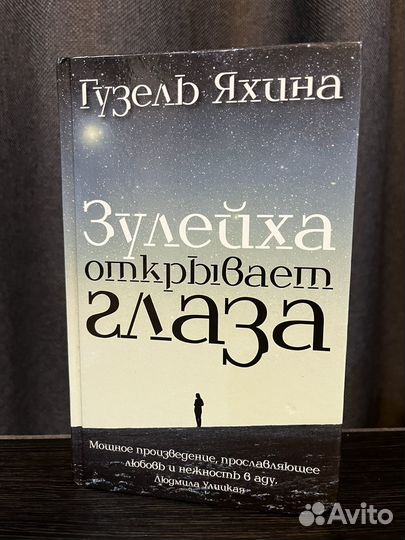 Гузель Яхина
Зулейха
открывает
глаза
Мощное произведение, прославляющее
любовь и нежность в аду.
Людмила Улицкая
Avito